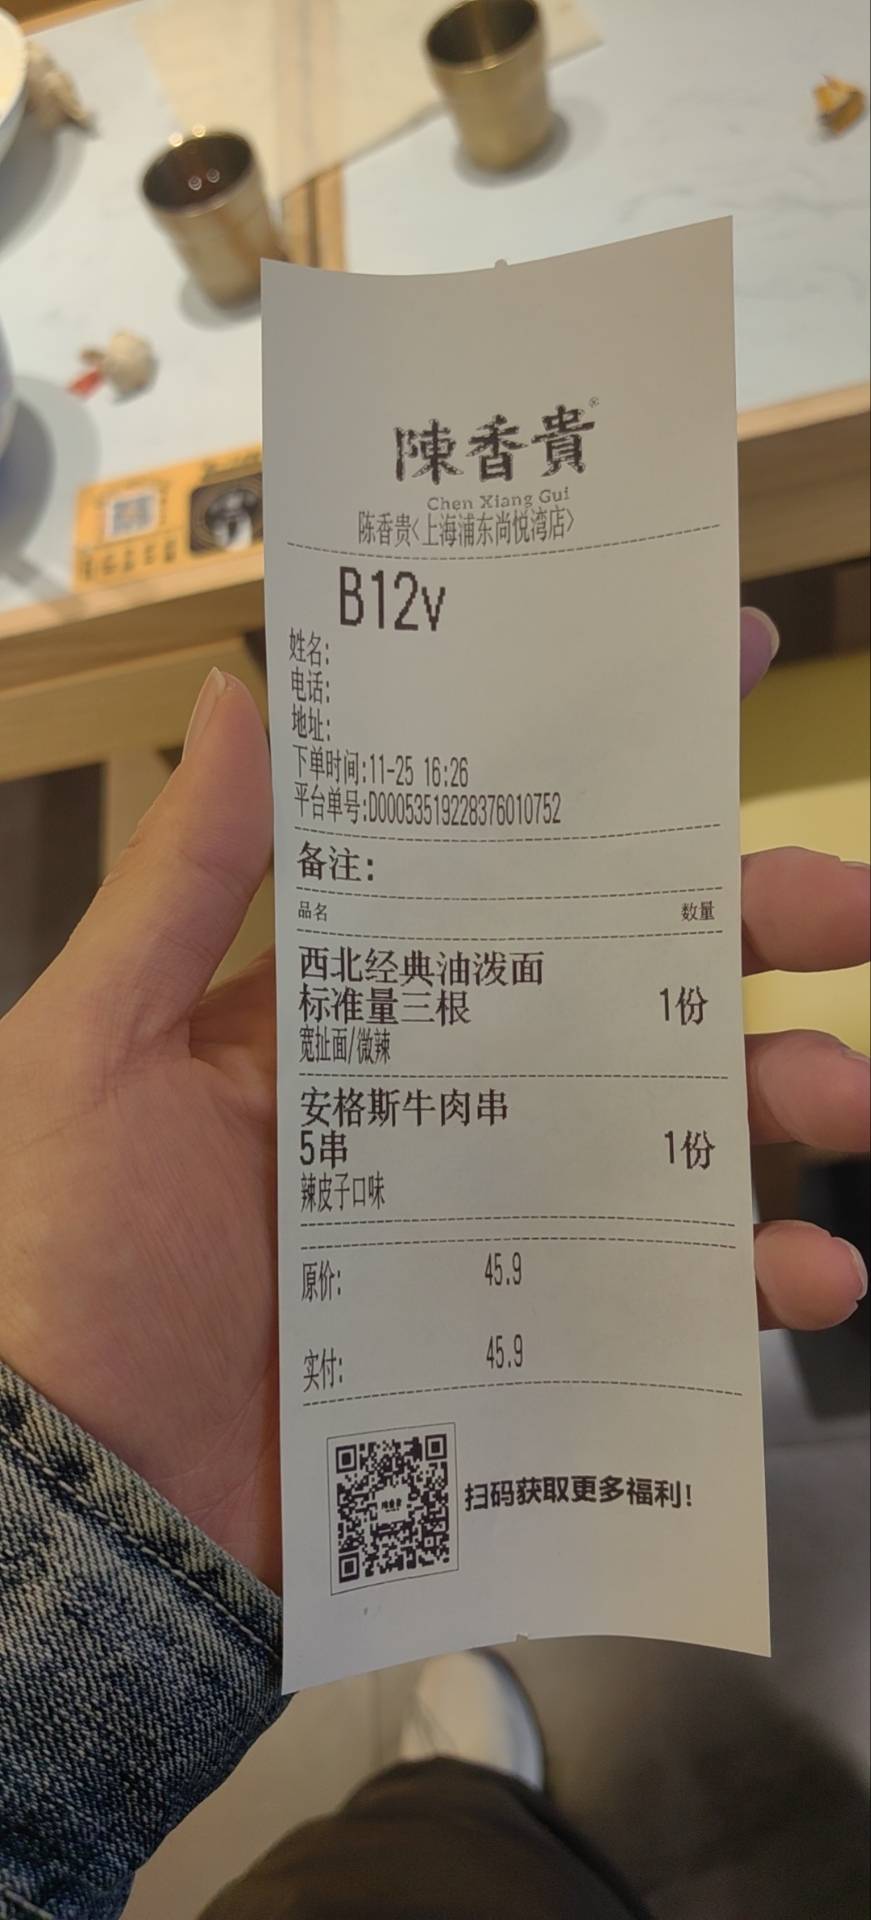 陳香貴®
Chen Xiang Gui
陈香贵<上海浦东尚悦湾店>
B12v
姓名:
电话:
地址:
下单时间:11-25 16:26
平台单号:D00053519228376010752
备注:
品名 数量
西北经典油泼面
标准量三根 1份
宽扯面/微辣
安格斯牛肉串
5串 1份
辣皮子口味
原价: 45.9
实付: 45.9
扫码获取更多福利!